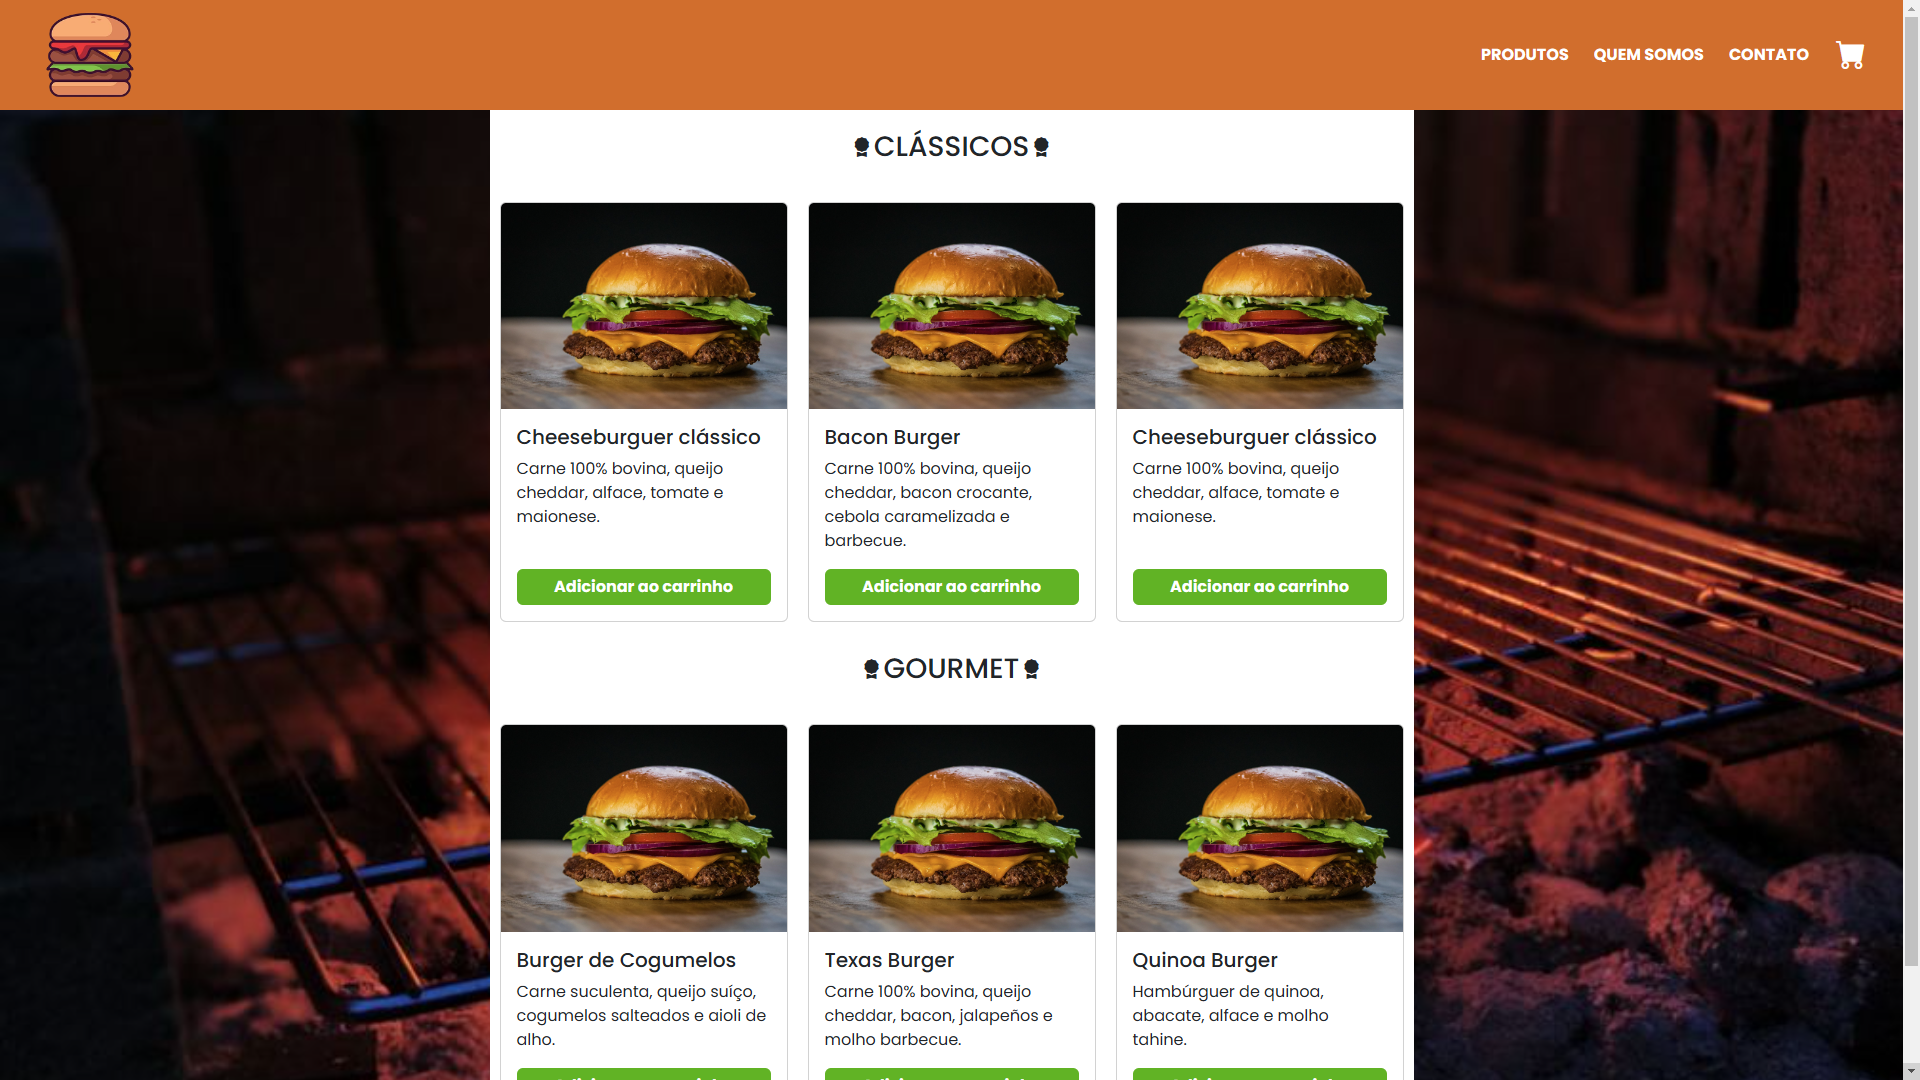 PRODUTOS QUEM SOMOS CONTATO
CLÁSSICOS
Cheeseburguer clássico
Carne 100% bovina, queijo
cheddar, alface, tomate e
maionese.
Adicionar ao carrinho
Bacon Burger
Carne 100% bovina, queijo
cheddar, bacon crocante,
cebola caramelizada e
barbecue.
Adicionar ao carrinho
Cheeseburguer clássico
Carne 100% bovina, queijo
cheddar, alface, tomate e
maionese.
Adicionar ao carrinho
GOURMET
Burger de Cogumelos
Carne suculenta, queijo suíço,
cogumelos salteados e aioli de
alho.
Texas Burger
Carne 100% bovina, queijo
cheddar, bacon, jalapeños e
molho barbecue.
Quinoa Burger
Hambúrguer de quinoa,
abacate, alface e molho
tahine.